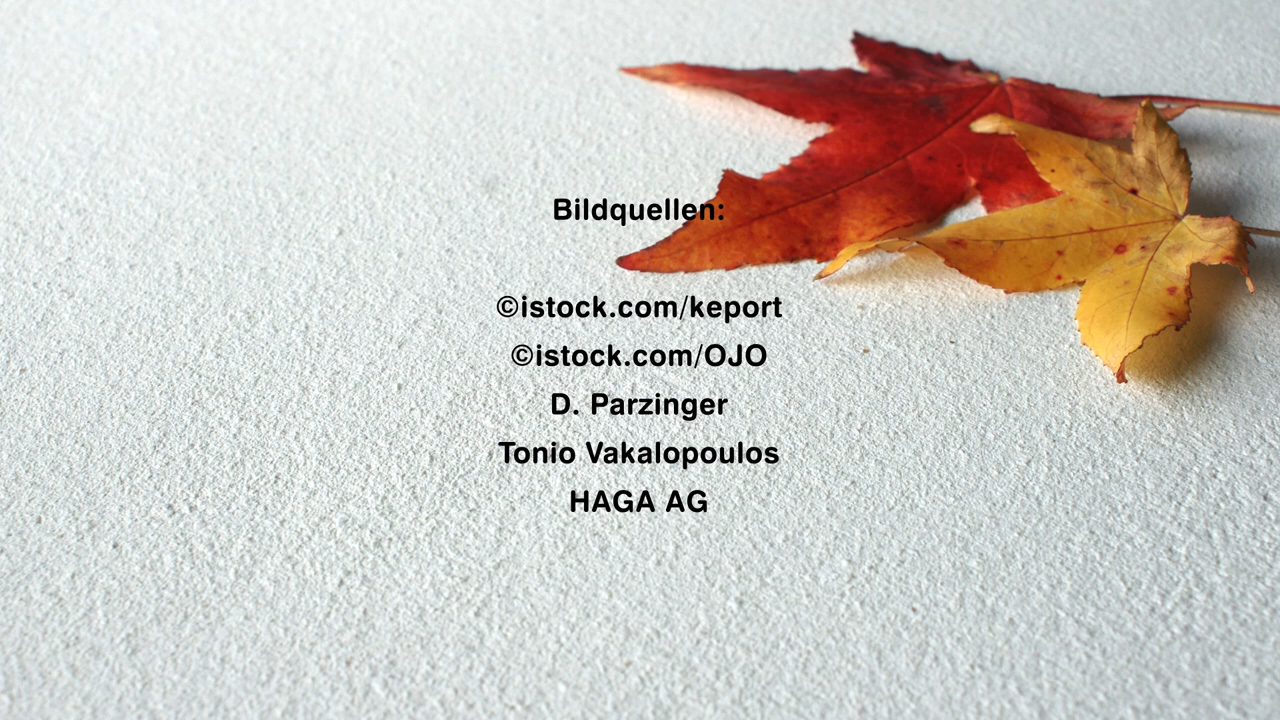 Bildquellen:
©istock.com/keport
©istock.com/OJO
D. Parzinger
Tonio Vakalopoulos
HAGA AG